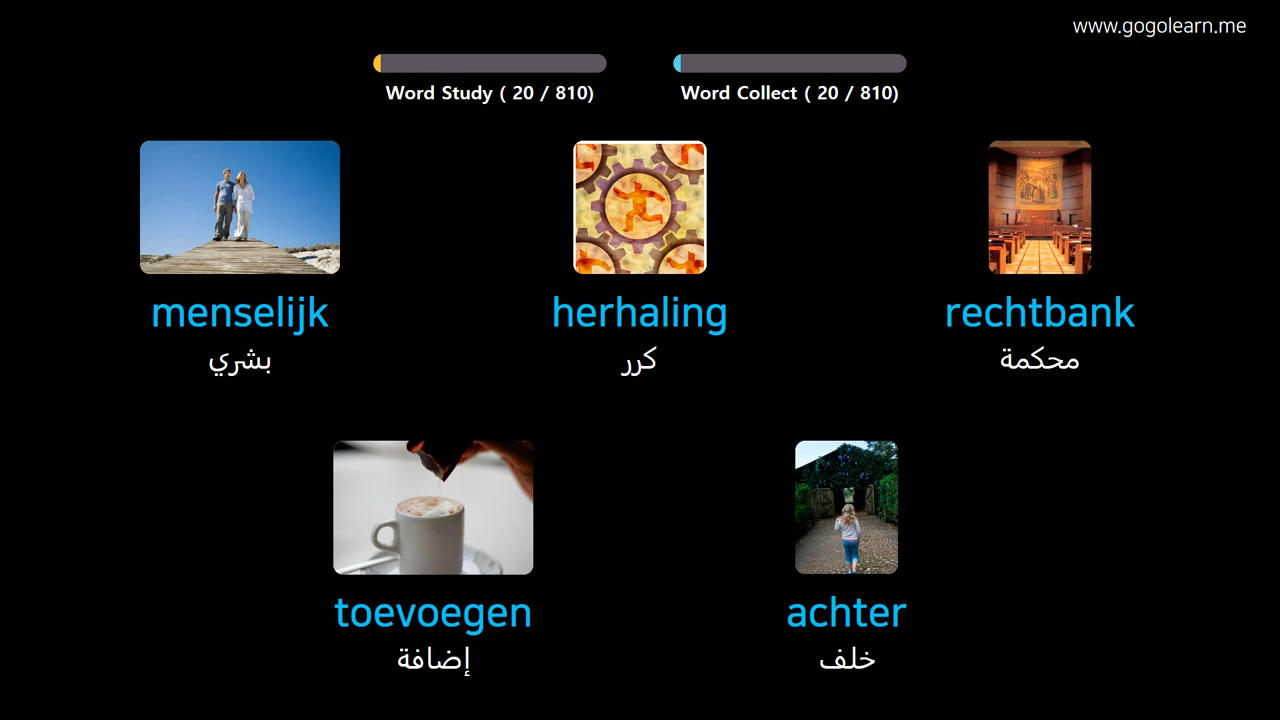 www.gogolearn.me
Word Study ( 20 / 810)
Word Collect ( 20 / 810)
menselijk
بشري
herhaling
كرر
rechtbank
محكمة
toevoegen
إضافة
achter
خلف